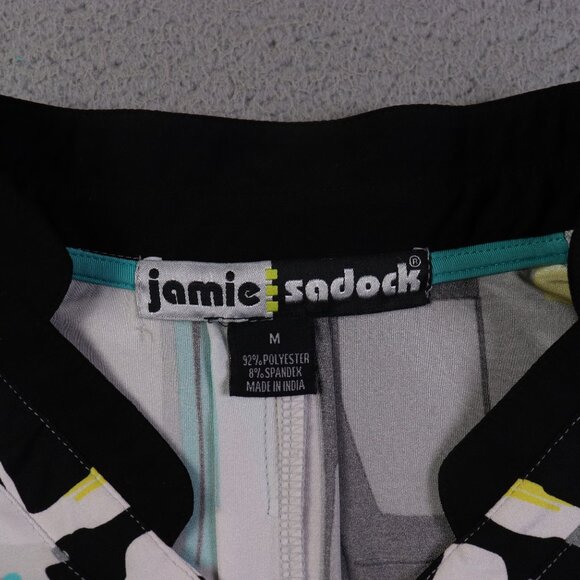 jamie sadock®
M
92% POLYESTER
8% SPANDEX
MADE IN INDIA